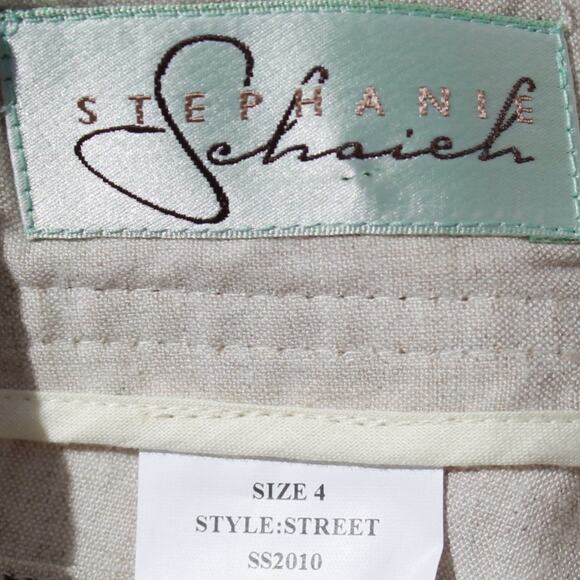 STEPHANIE
Schaich
SIZE 4
STYLE:STREET
SS2010